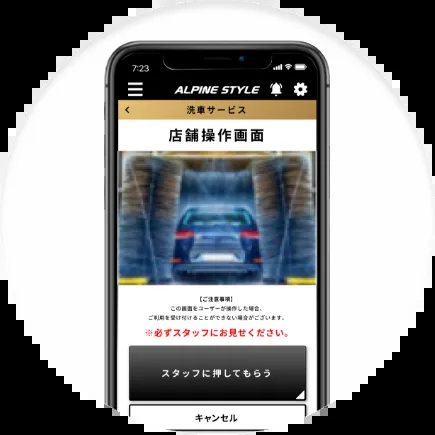 7:23
ALPINE STYLE
洗車サービス
店舗操作画面
【ご注意事項】
この画面をユーザーが操作した場合、
ご利用を受け付けることができない場合がございます。
※必ずスタッフにお見せください。
スタッフに押してもらう
キャンセル